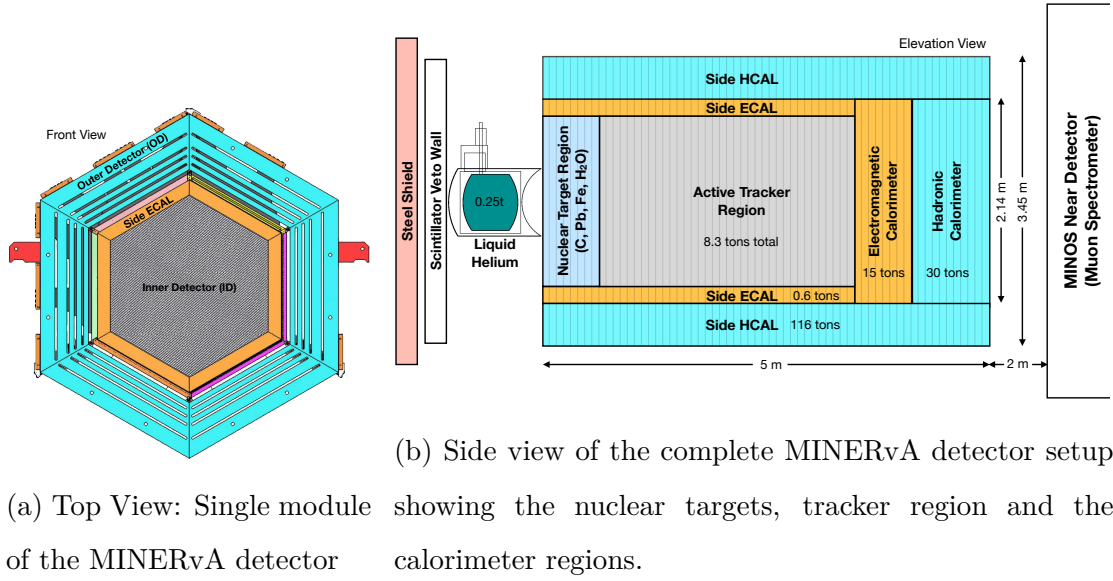 Front View
Outer Detector (OD)
Side ECAL
Inner Detector (ID)
Elevation View
Steel Shield
Scintillator Veto Wall
0.25t
Liquid
Helium
Side HCAL
Side ECAL
Nuclear Target Region
(C, Pb, Fe, H₂O)
Active Tracker
Region
8.3 tons total
Electromagnetic
Calorimeter
15 tons
Hadronic
Calorimeter
30 tons
Side ECAL 0.6 tons
Side HCAL 116 tons
2.14 m
3.45 m
5 m
2 m
MINOS Near Detector
(Muon Spectrometer)
(a) Top View: Single module
of the MINERvA detector
(b) Side view of the complete MINERvA detector setup
showing the nuclear targets, tracker region and the
calorimeter regions.